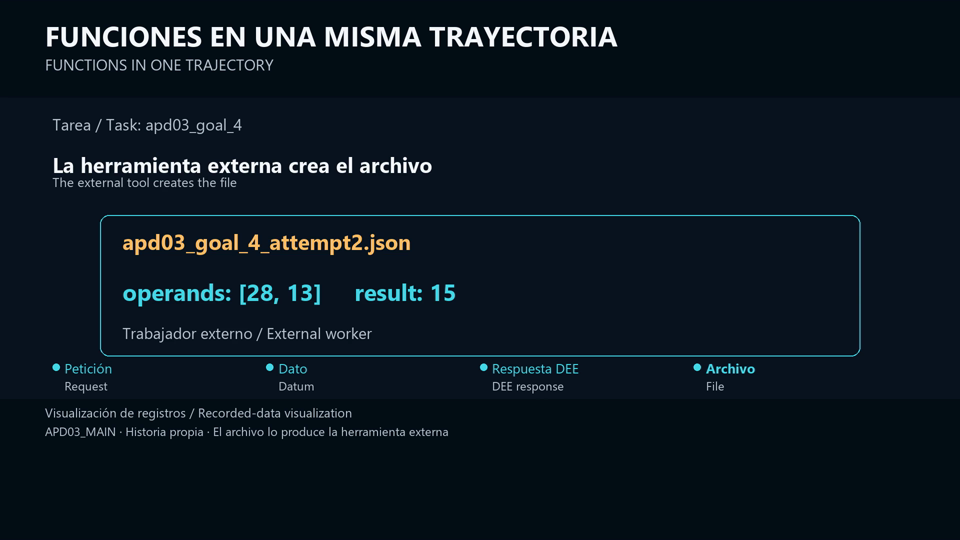 FUNCIONES EN UNA MISMA TRAYECTORIA
FUNCTIONS IN ONE TRAJECTORY
Tarea / Task: apd03_goal_4
La herramienta externa crea el archivo
The external tool creates the file
apd03_goal_4_attempt2.json
operands: [28, 13] result: 15
Trabajador externo / External worker
Petición Dato Respuesta DEE Archivo
Request Datum DEE response File
Visualización de registros / Recorded-data visualization
APD03_MAIN · Historia propia · El archivo lo produce la herramienta externa